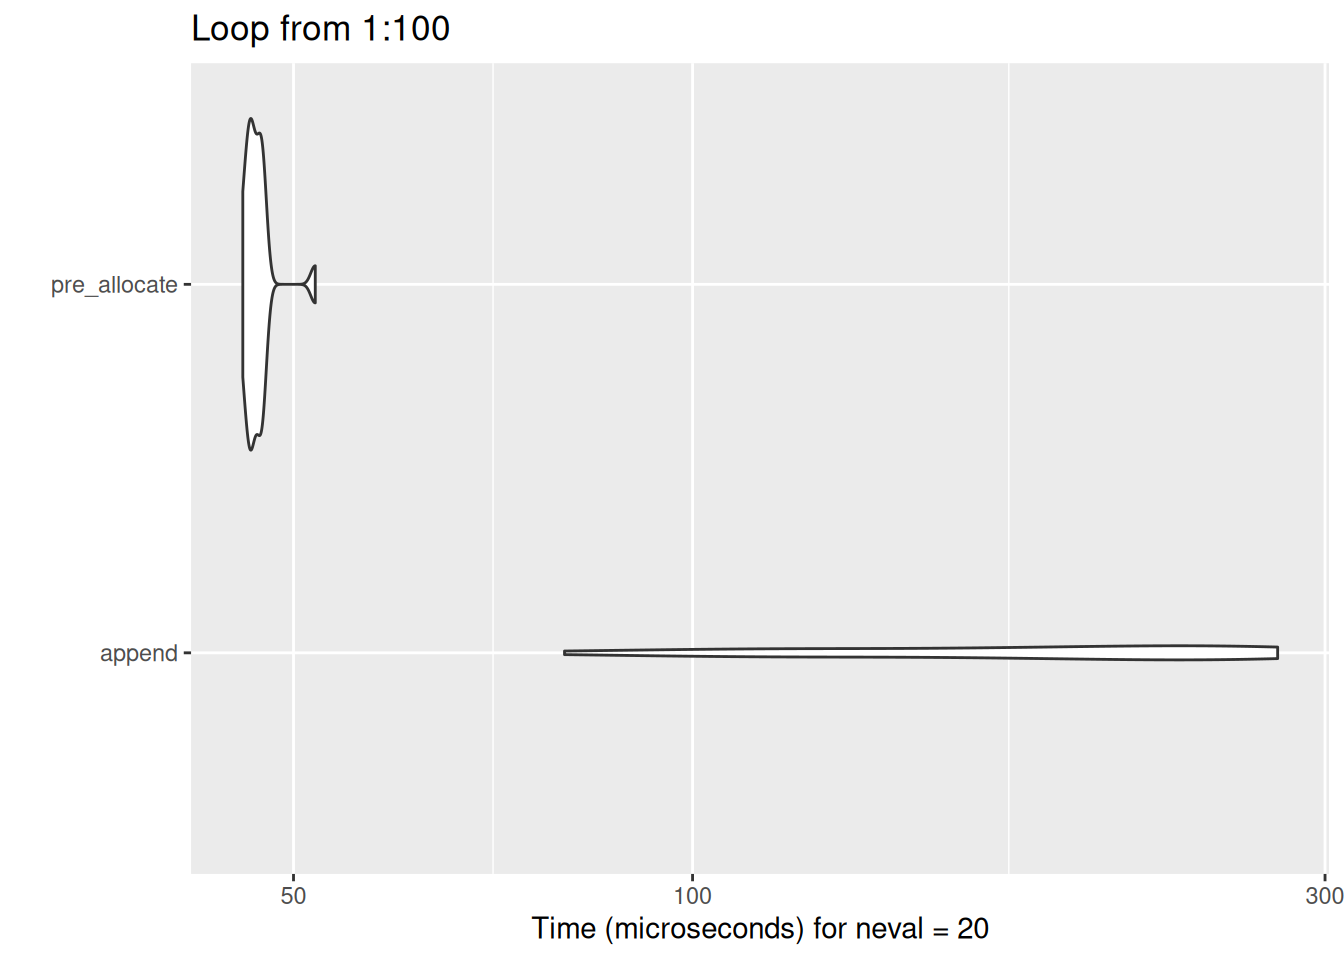 Loop from 1:100
pre_allocate
append
50
100
300
Time (microseconds) for neval = 20